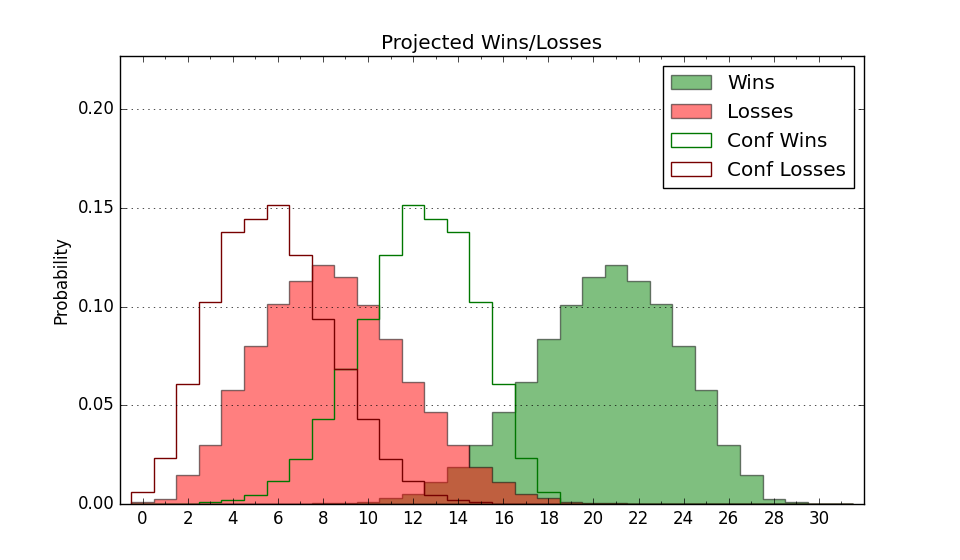 Projected Wins/Losses
Wins
Losses
Conf Wins
Conf Losses
Probability
0.20
0.15
0.10
0.05
0.00
0 2 4 6 8 10 12 14 16 18 20 22 24 26 28 30